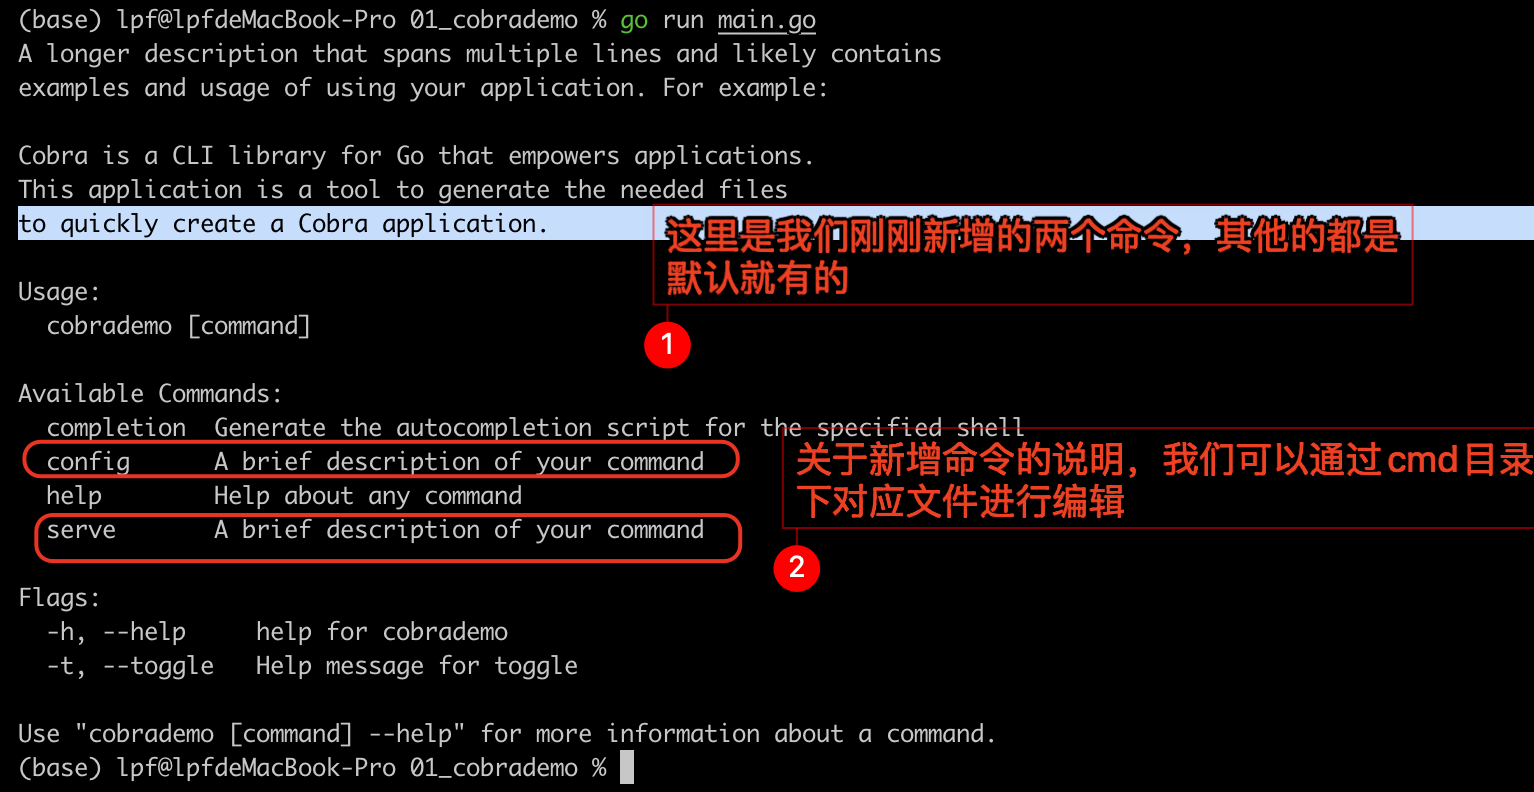 (base) lpf@lpfdeMacBook-Pro 01_cobrademo % go run main.go
A longer description that spans multiple lines and likely contains
examples and usage of using your application. For example:
Cobra is a CLI library for Go that empowers applications.
This application is a tool to generate the needed files
to quickly create a Cobra application.
这里是我们刚刚新增的两个命令，其他的都是
默认就有的
1
Usage:
cobrademo [command]
Available Commands:
completion  Generate the autocompletion script for the specified shell
config      A brief description of your command
help        Help about any command
serve       A brief description of your command
关于新增命令的说明，我们可以通过cmd目录
下对应文件进行编辑
2
Flags:
-h, --help     help for cobrademo
-t, --toggle   Help message for toggle
Use "cobrademo [command] --help" for more information about a command.
(base) lpf@lpfdeMacBook-Pro 01_cobrademo %